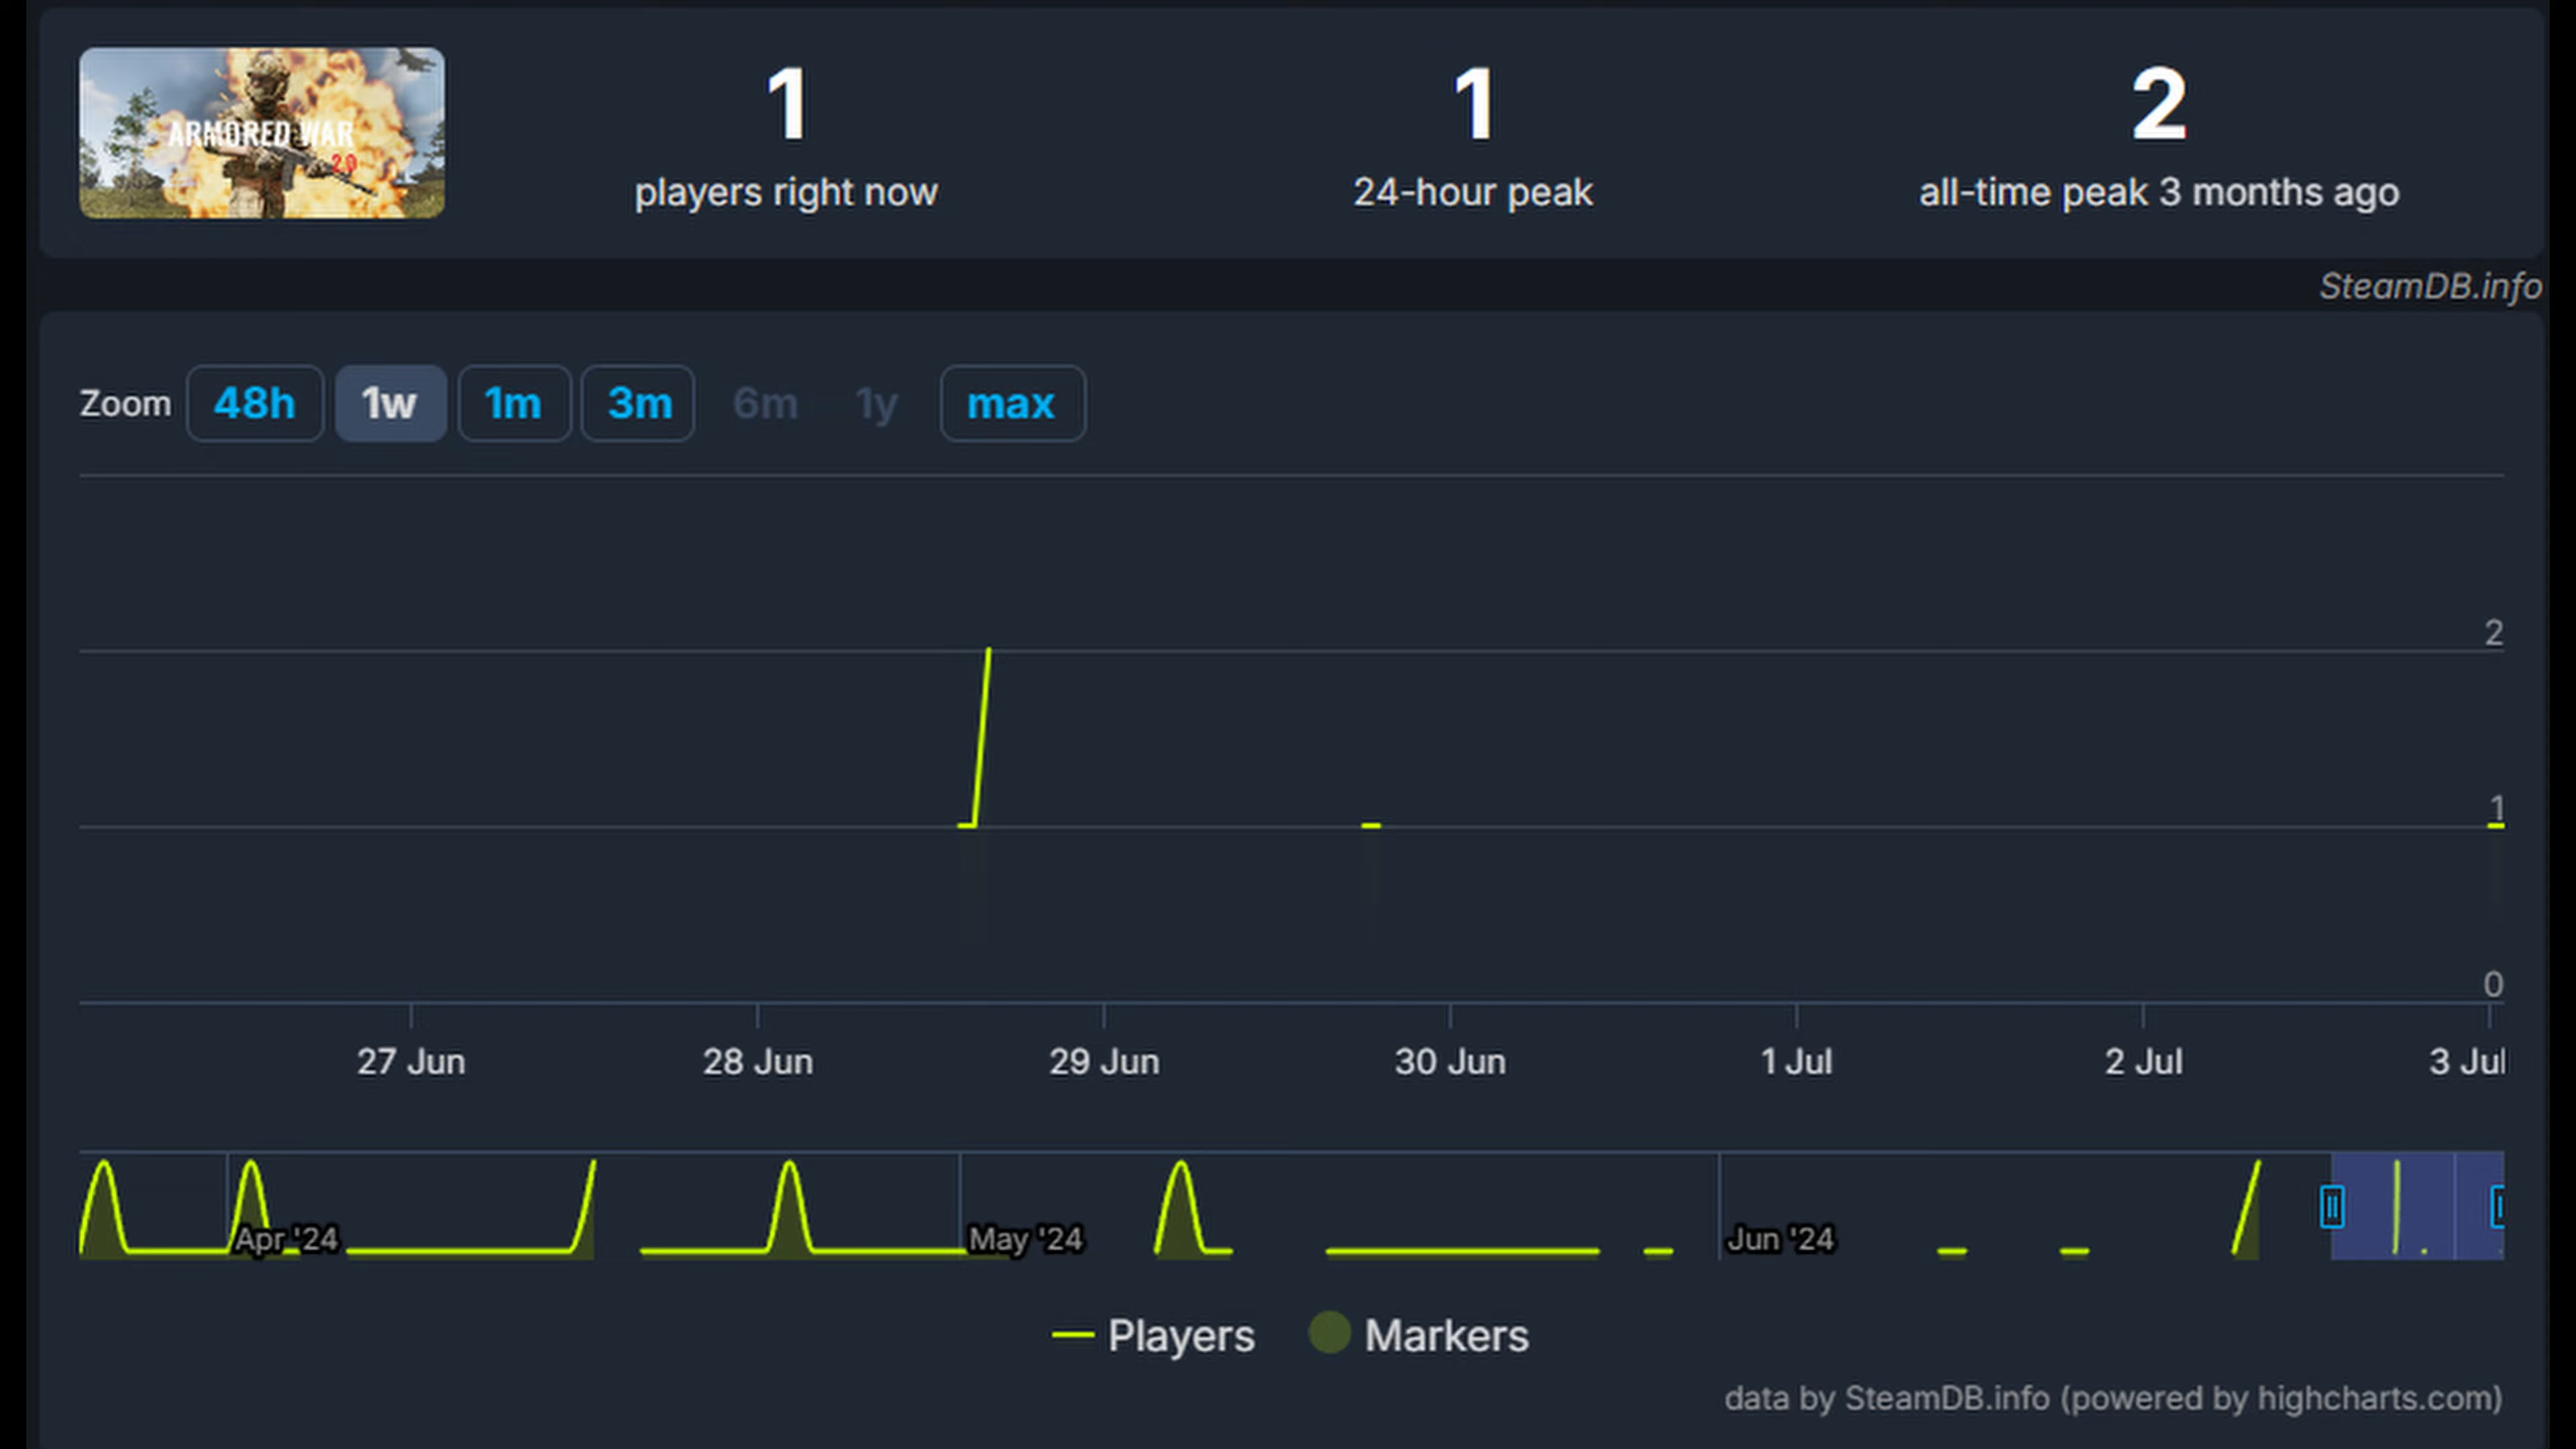 ARMORED WAR
2.0
1
players right now
1
24-hour peak
2
all-time peak 3 months ago
SteamDB.info
Zoom 48h 1w 1m 3m 6m 1y max
2
1
0
27 Jun 28 Jun 29 Jun 30 Jun 1 Jul 2 Jul 3 Jul
Apr '24 May '24 Jun '24
Players Markers
data by SteamDB.info (powered by highcharts.com)